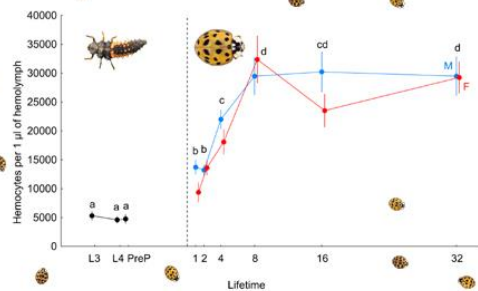 Hemocytes per 1 µl of hemolymph
40000
35000
30000
25000
20000
15000
10000
5000
0
a a a
b b c d cd d
M
F
L3 L4 PreP 1 2 4 8 16 32
Lifetime